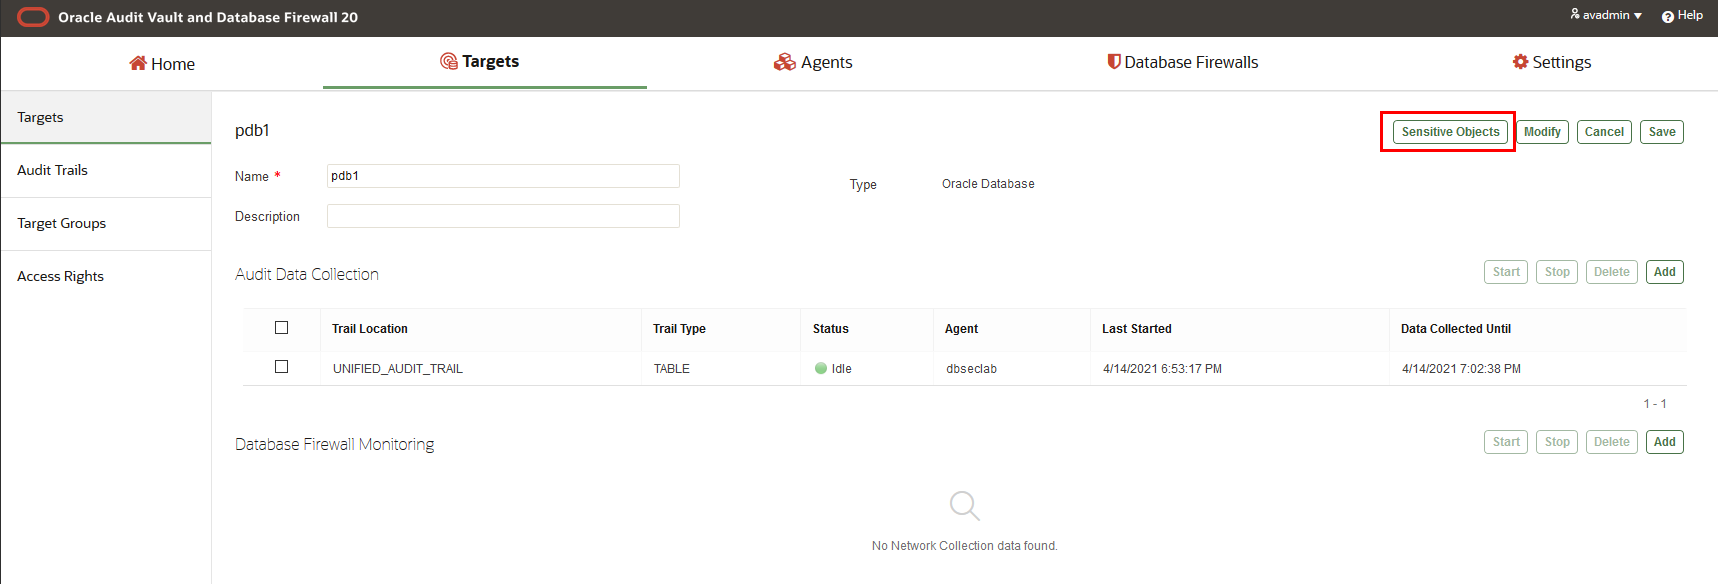 Oracle Audit Vault and Database Firewall 20
avadmin
Help
Home
Targets
Agents
Database Firewalls
Settings
Targets
Audit Trails
Target Groups
Access Rights
pdb1
Sensitive Objects
Modify
Cancel
Save
Name *
pdb1
Type
Oracle Database
Description
Audit Data Collection
Start
Stop
Delete
Add
Trail Location
Trail Type
Status
Agent
Last Started
Data Collected Until
UNIFIED_AUDIT_TRAIL
TABLE
Idle
dbseclab
4/14/2021 6:53:17 PM
4/14/2021 7:02:38 PM
1 - 1
Database Firewall Monitoring
Start
Stop
Delete
Add
No Network Collection data found.